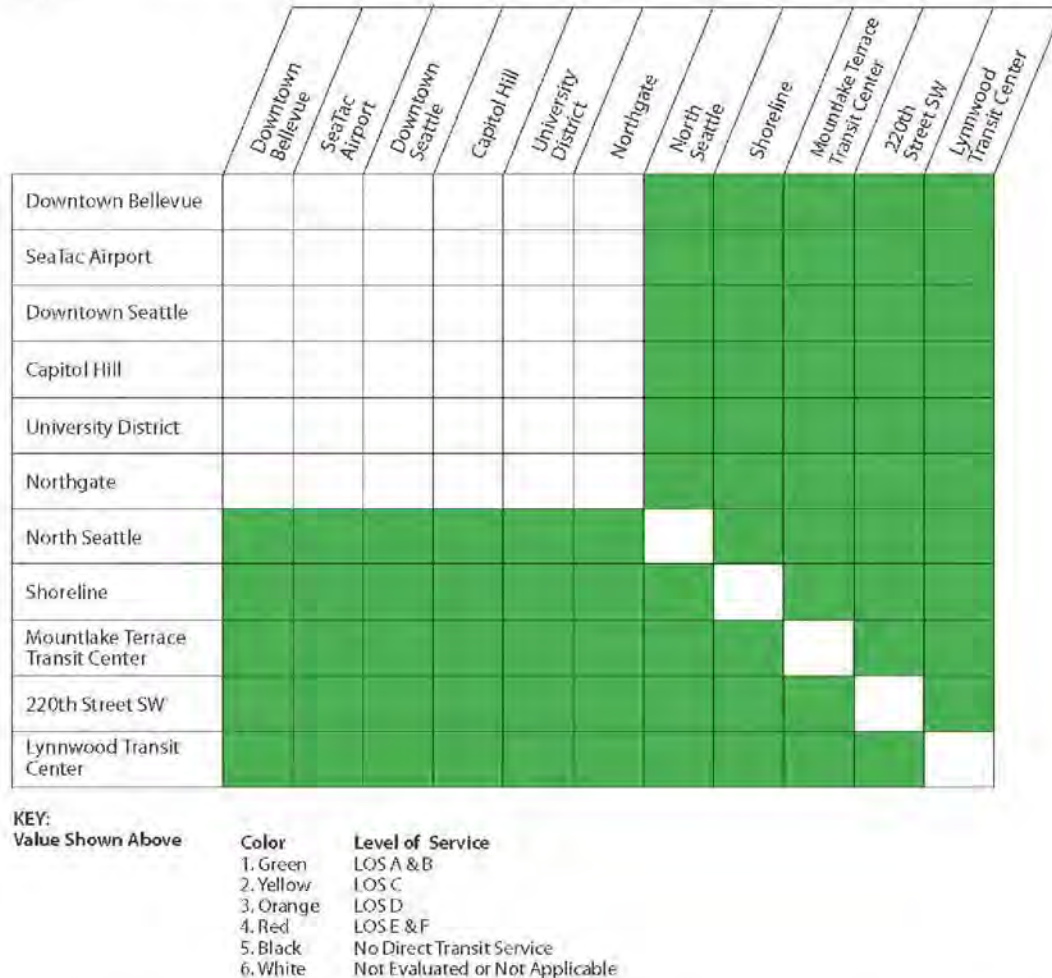 Downtown
Bellevue
SeaTac
Airport
Downtown
Seattle
Capitol Hill
University
District
Northgate
North
Seattle
Shoreline
Mountlake Terrace
Transit Center
220th
Street SW
Lynnwood
Transit Center
Downtown Bellevue
SeaTac Airport
Downtown Seattle
Capitol Hill
University District
Northgate
North Seattle
Shoreline
Mountlake Terrace
Transit Center
220th Street SW
Lynnwood Transit
Center
KEY:
Value Shown Above
Color Level of Service
1. Green LOS A & B
2. Yellow LOS C
3. Orange LOS D
4. Red LOS E & F
5. Black No Direct Transit Service
6. White Not Evaluated or Not Applicable